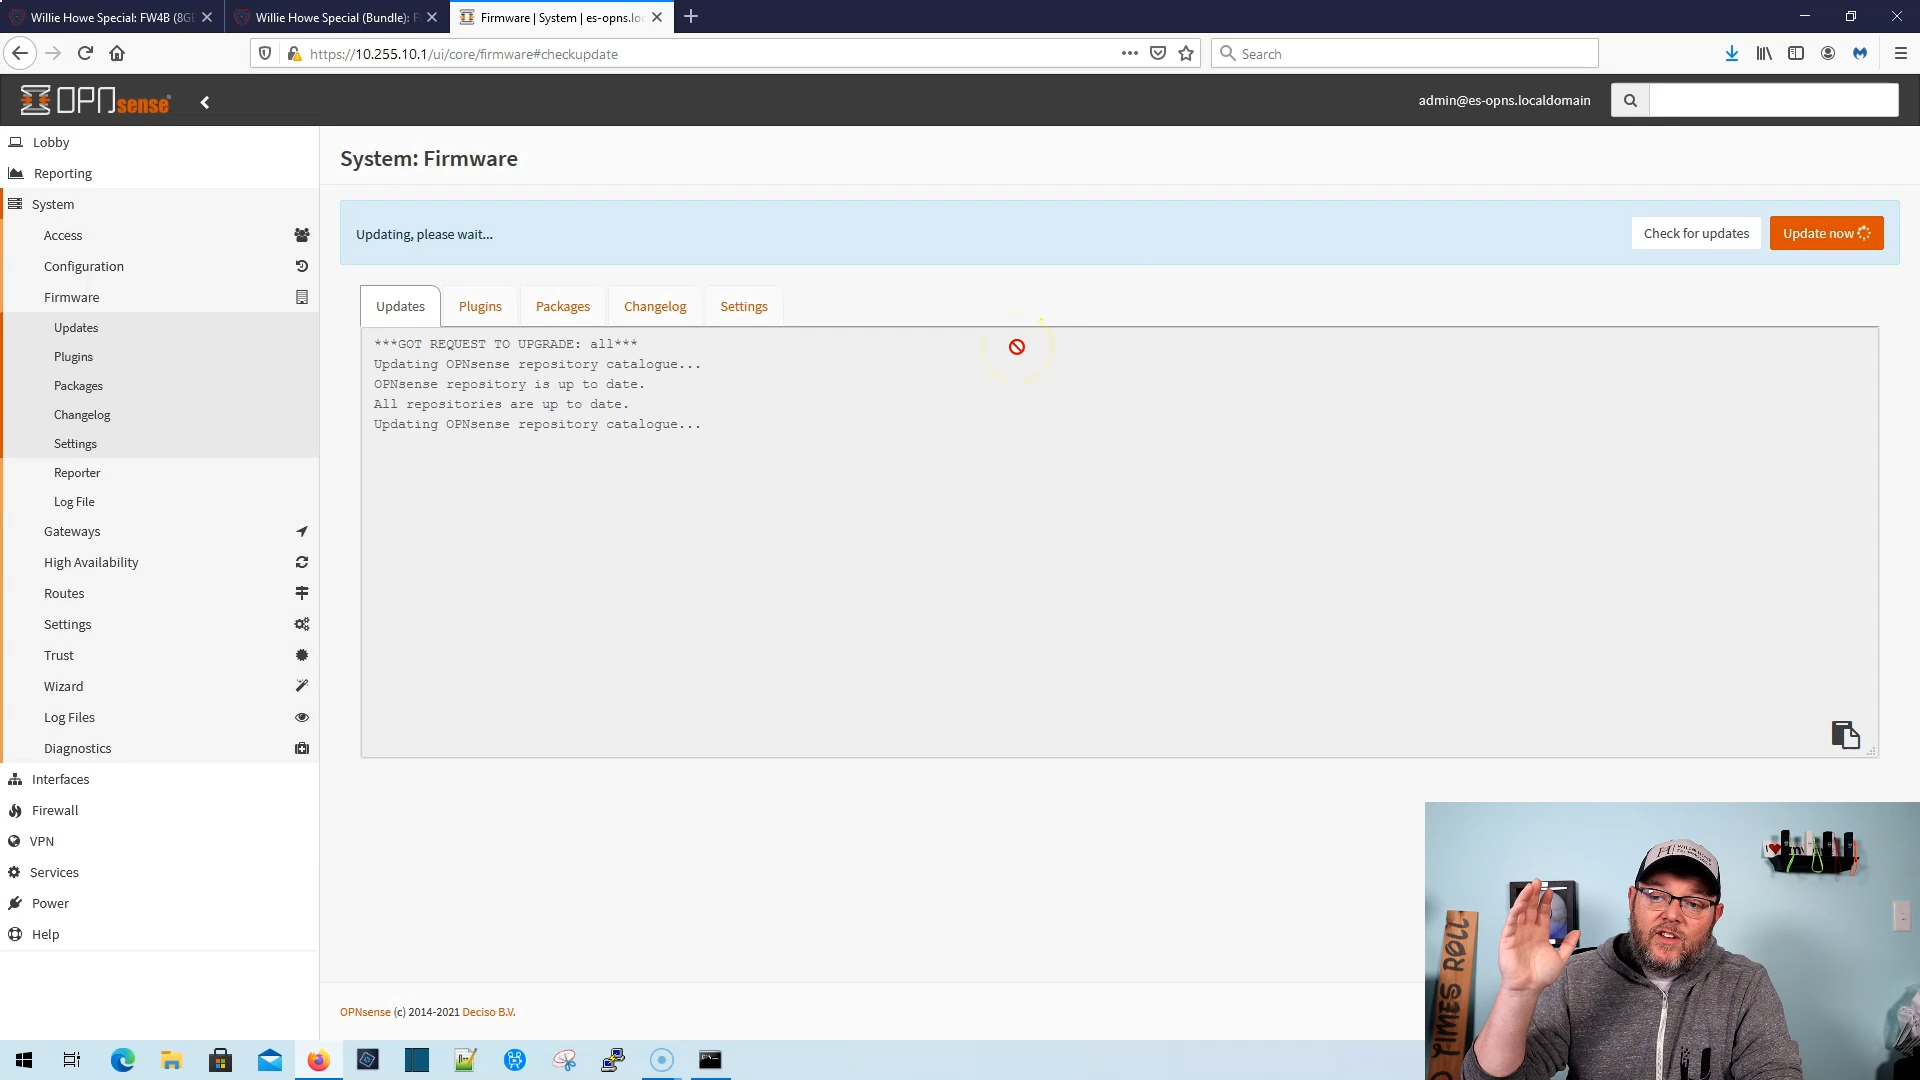 Willie Howe Special: FW4B (8G
Willie Howe Special (Bundle): F
Firmware | System | es-opns.loc
https://10.255.10.1/ui/core/firmware#checkupdate
Search
OPNsense
admin@es-opns.localdomain
Lobby
Reporting
System
Access
Configuration
Firmware
Updates
Plugins
Packages
Changelog
Settings
Reporter
Log File
Gateways
High Availability
Routes
Settings
Trust
Wizard
Log Files
Diagnostics
Interfaces
Firewall
VPN
Services
Power
Help
System: Firmware
Updating, please wait...
Check for updates
Update now
Updates
Plugins
Packages
Changelog
Settings
***GOT REQUEST TO UPGRADE: all***
Updating OPNsense repository catalogue...
OPNsense repository is up to date.
All repositories are up to date.
Updating OPNsense repository catalogue...
OPNsense (c) 2014-2021 Deciso B.V.
TIMES ROLL